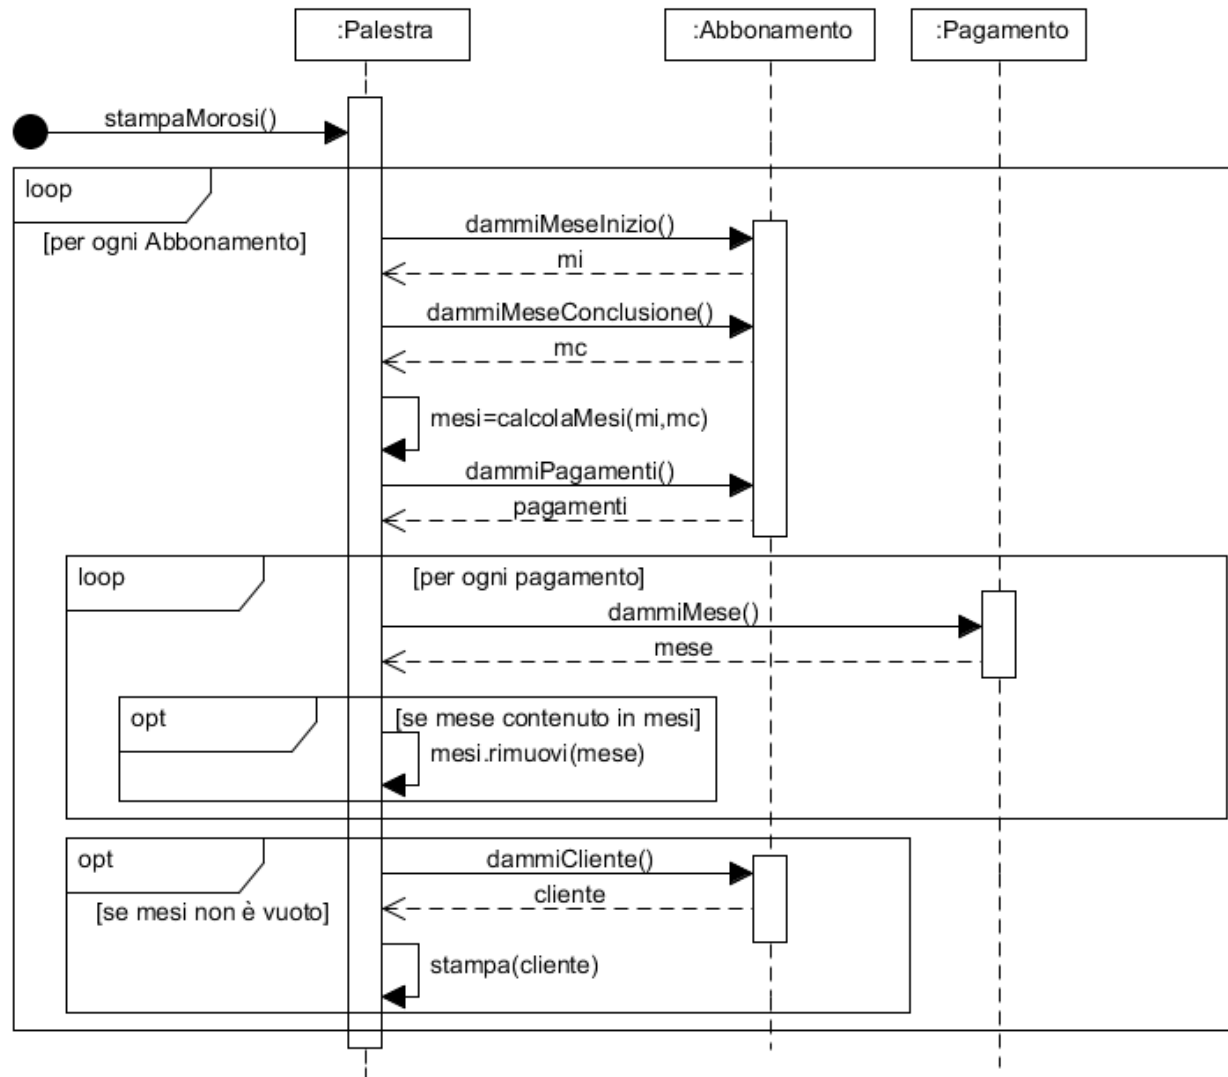 :Palestra
:Abbonamento
:Pagamento
stampaMorosi()
loop
[per ogni Abbonamento]
dammiMeseInizio()
mi
dammiMeseConclusione()
mc
mesi=calcolaMesi(mi,mc)
dammiPagamenti()
pagamenti
loop
[per ogni pagamento]
dammiMese()
mese
opt
[se mese contenuto in mesi]
mesi.rimuovi(mese)
opt
[se mesi non è vuoto]
dammiCliente()
cliente
stampa(cliente)